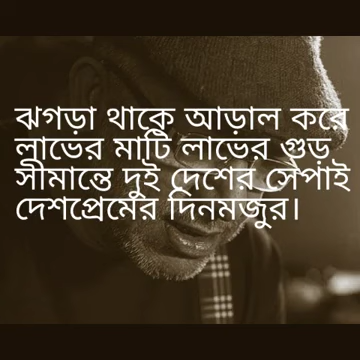 ঝগড়া থাকে আড়াল করে
লাভের মাটি লাভের গুড়
সীমান্তে দুই দেশের সেপাই
দেশপ্রেমের দিনমজুর।